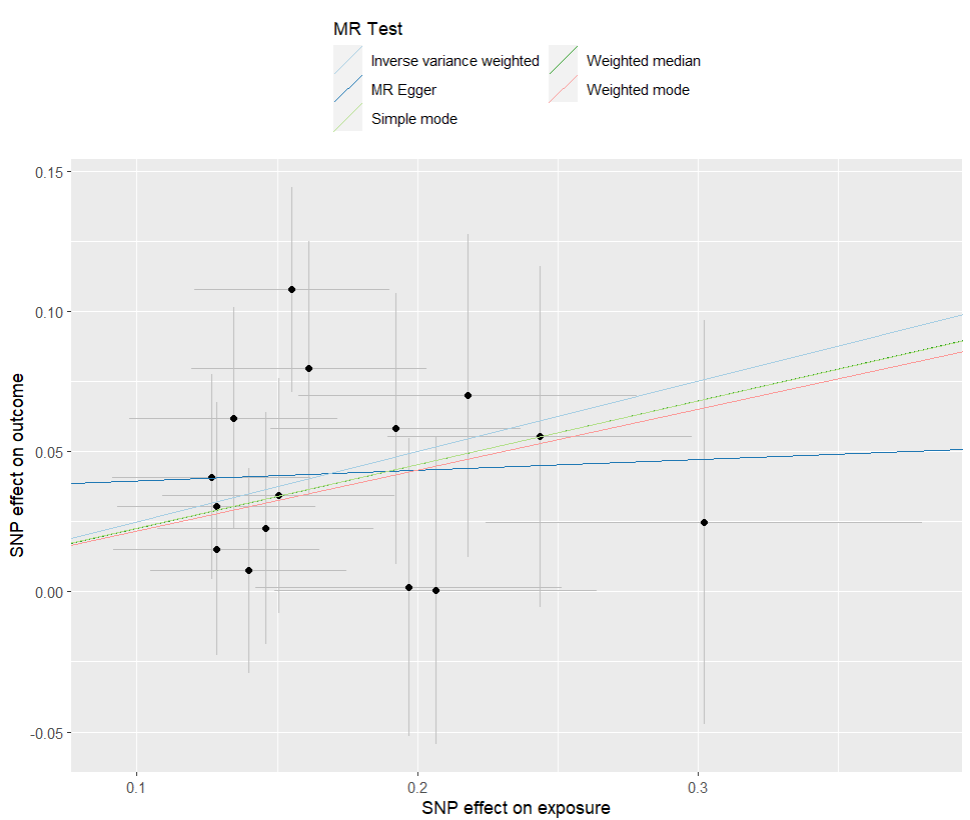 MR Test
Inverse variance weighted
Weighted median
MR Egger
Weighted mode
Simple mode
0.15
0.10
0.05
0.00
-0.05
SNP effect on outcome
0.1
0.2
0.3
SNP effect on exposure